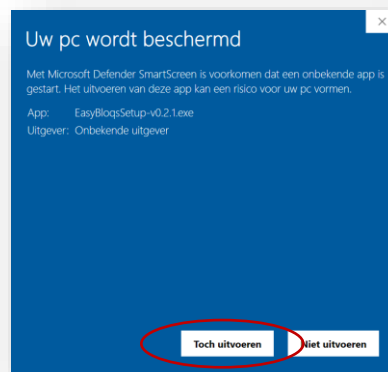 Uw pc wordt beschermd
Met Microsoft Defender SmartScreen is voorkomen dat een onbekende app is
gestart. Het uitvoeren van deze app kan een risico voor uw pc vormen.
App: EasyBloqsSetup-v0.2.1.exe
Uitgever: Onbekende uitgever
Toch uitvoeren Niet uitvoeren